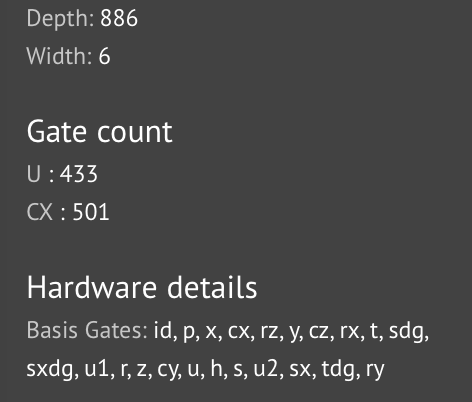 Depth: 886
Width: 6
Gate count
U : 433
CX : 501
Hardware details
Basis Gates: id, p, x, cx, rz, y, cz, rx, t, sdg,
sxdg, u1, r, z, cy, u, h, s, u2, sx, tdg, ry